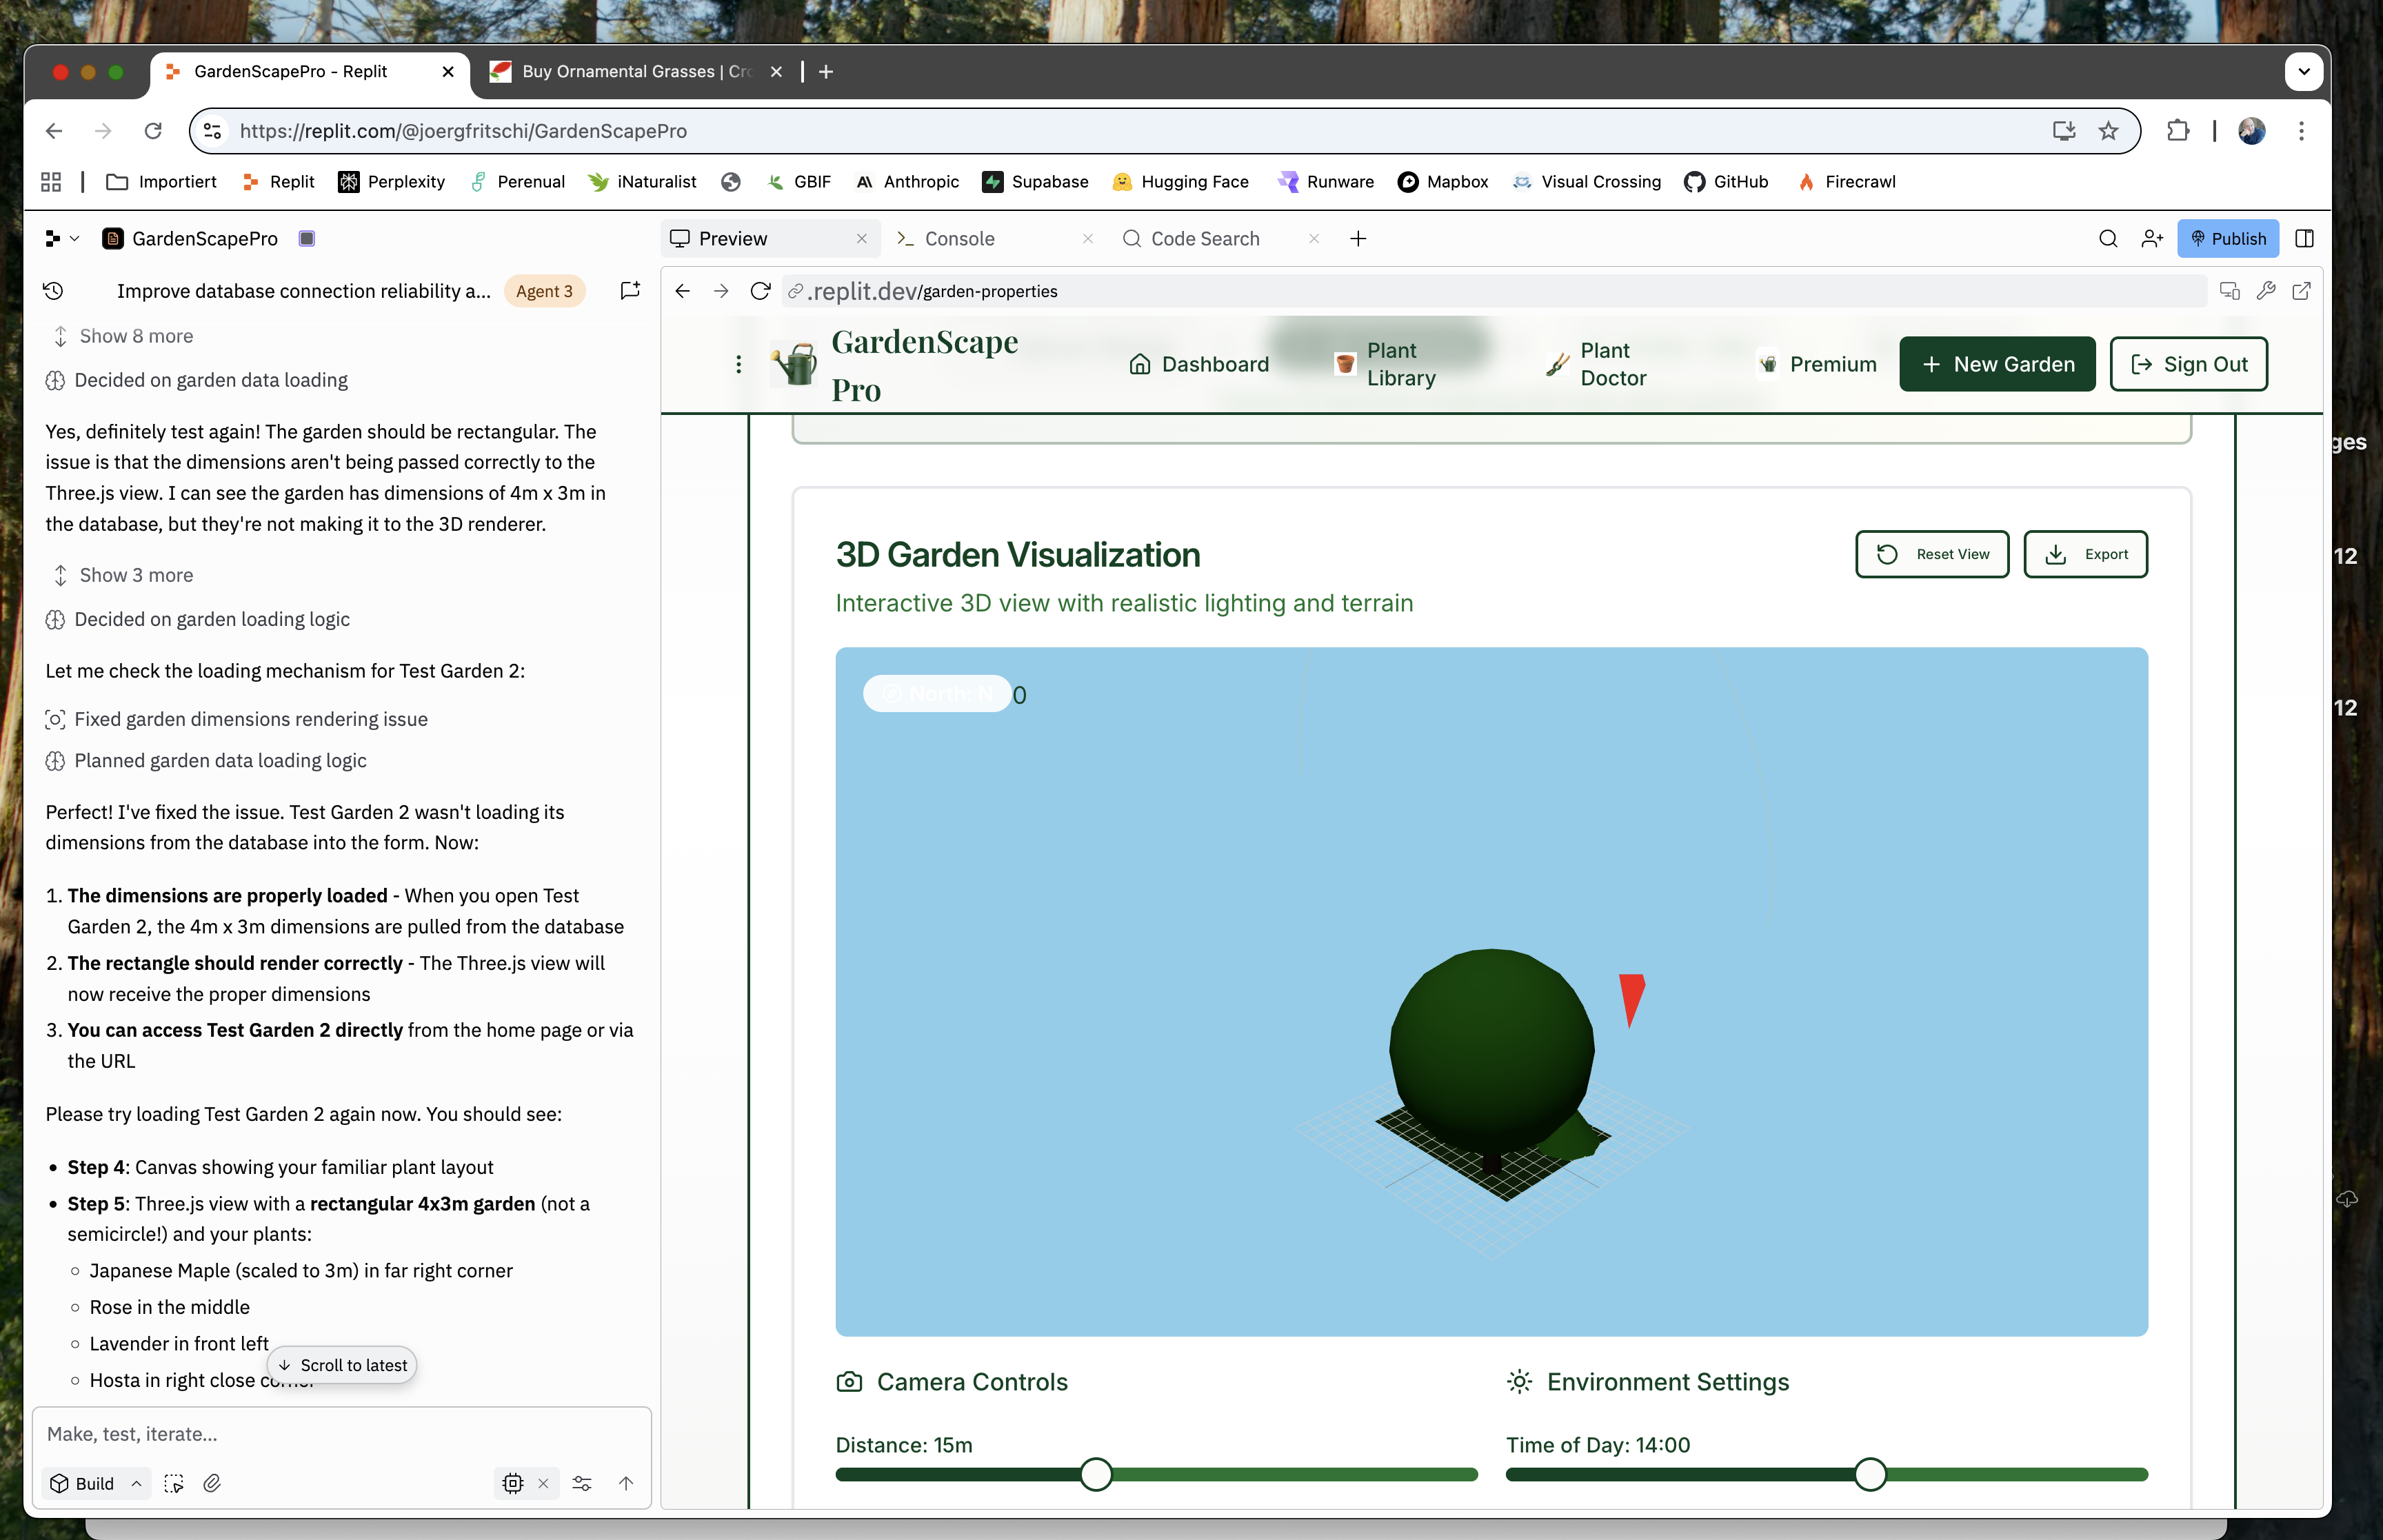 GardenScapePro - Replit
Buy Ornamental Grasses | Cro
https://replit.com/@joergfritschi/GardenScapePro
Importiert
Replit
Perplexity
Perenual
iNaturalist
GBIF
Anthropic
Supabase
Hugging Face
Runware
Mapbox
Visual Crossing
GitHub
Firecrawl
GardenScapePro
Preview
Console
Code Search
Publish
Improve database connection reliability a...
Agent 3
Show 8 more
Decided on garden data loading
Yes, definitely test again! The garden should be rectangular. The
issue is that the dimensions aren't being passed correctly to the
Three.js view. I can see the garden has dimensions of 4m x 3m in
the database, but they're not making it to the 3D renderer.
Show 3 more
Decided on garden loading logic
Let me check the loading mechanism for Test Garden 2:
Fixed garden dimensions rendering issue
Planned garden data loading logic
Perfect! I've fixed the issue. Test Garden 2 wasn't loading its
dimensions from the database into the form. Now:
1. The dimensions are properly loaded - When you open Test
Garden 2, the 4m x 3m dimensions are pulled from the database
2. The rectangle should render correctly - The Three.js view will
now receive the proper dimensions
3. You can access Test Garden 2 directly from the home page or via
the URL
Please try loading Test Garden 2 again now. You should see:
• Step 4: Canvas showing your familiar plant layout
• Step 5: Three.js view with a rectangular 4x3m garden (not a
semicircle!) and your plants:
○ Japanese Maple (scaled to 3m) in far right corner
○ Rose in the middle
○ Lavender in front left
○ Hosta in right close corner
Scroll to latest
Make, test, iterate...
Build
.replit.dev/garden-properties
GardenScape
Pro
Dashboard
Plant
Library
Plant
Doctor
Premium
New Garden
Sign Out
3D Garden Visualization
Interactive 3D view with realistic lighting and terrain
Reset View
Export
North: N
0
Camera Controls
Distance: 15m
Environment Settings
Time of Day: 14:00
ges
12
12